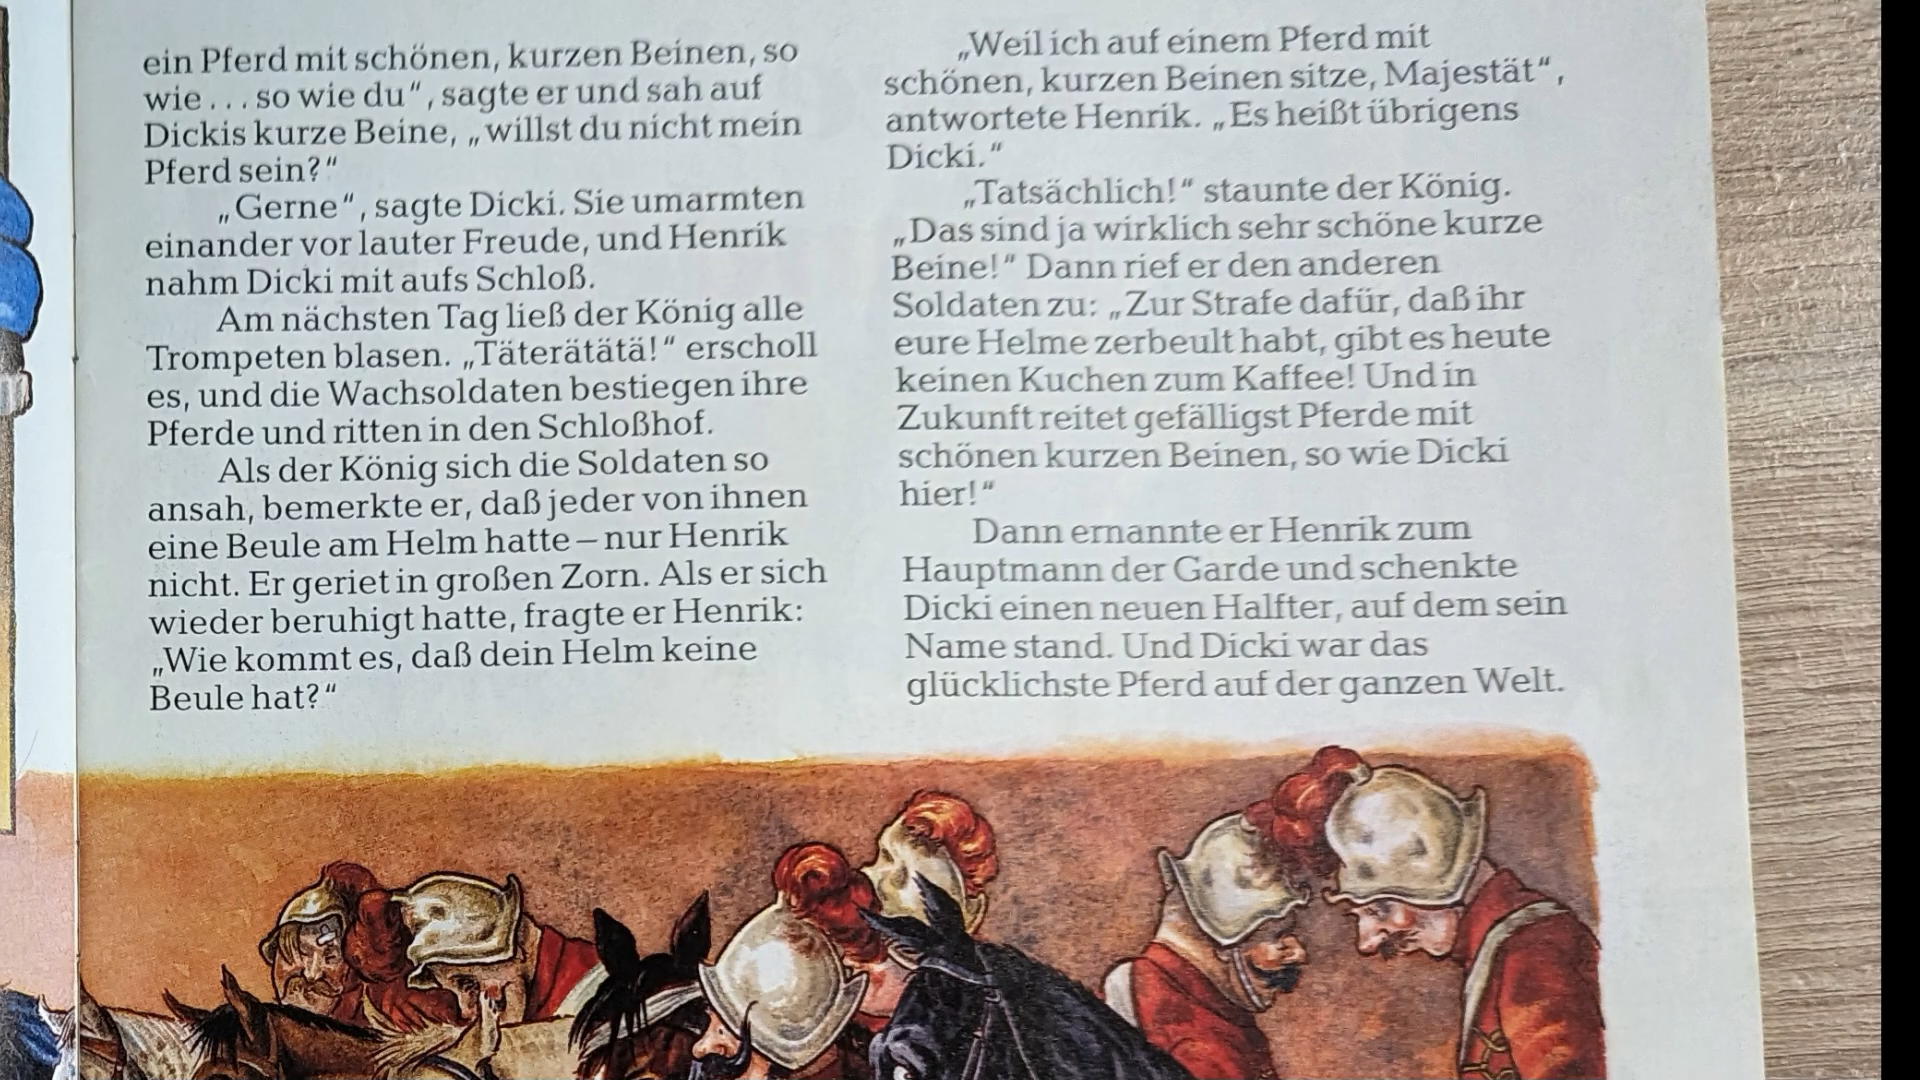 ein Pferd mit schönen, kurzen Beinen, so
wie . . . so wie du“, sagte er und sah auf
Dickis kurze Beine, „willst du nicht mein
Pferd sein?“
„Gerne“, sagte Dicki. Sie umarmten
einander vor lauter Freude, und Henrik
nahm Dicki mit aufs Schloß.
Am nächsten Tag ließ der König alle
Trompeten blasen. „Täterätätä!“ erscholl
es, und die Wachsoldaten bestiegen ihre
Pferde und ritten in den Schloßhof.
Als der König sich die Soldaten so
ansah, bemerkte er, daß jeder von ihnen
eine Beule am Helm hatte – nur Henrik
nicht. Er geriet in großen Zorn. Als er sich
wieder beruhigt hatte, fragte er Henrik:
„Wie kommt es, daß dein Helm keine
Beule hat?“
„Weil ich auf einem Pferd mit
schönen, kurzen Beinen sitze, Majestät“,
antwortete Henrik. „Es heißt übrigens
Dicki.“
„Tatsächlich!“ staunte der König.
„Das sind ja wirklich sehr schöne kurze
Beine!“ Dann rief er den anderen
Soldaten zu: „Zur Strafe dafür, daß ihr
eure Helme zerbeult habt, gibt es heute
keinen Kuchen zum Kaffee! Und in
Zukunft reitet gefälligst Pferde mit
schönen kurzen Beinen, so wie Dicki
hier!“
Dann ernannte er Henrik zum
Hauptmann der Garde und schenkte
Dicki einen neuen Halfter, auf dem sein
Name stand. Und Dicki war das
glücklichste Pferd auf der ganzen Welt.